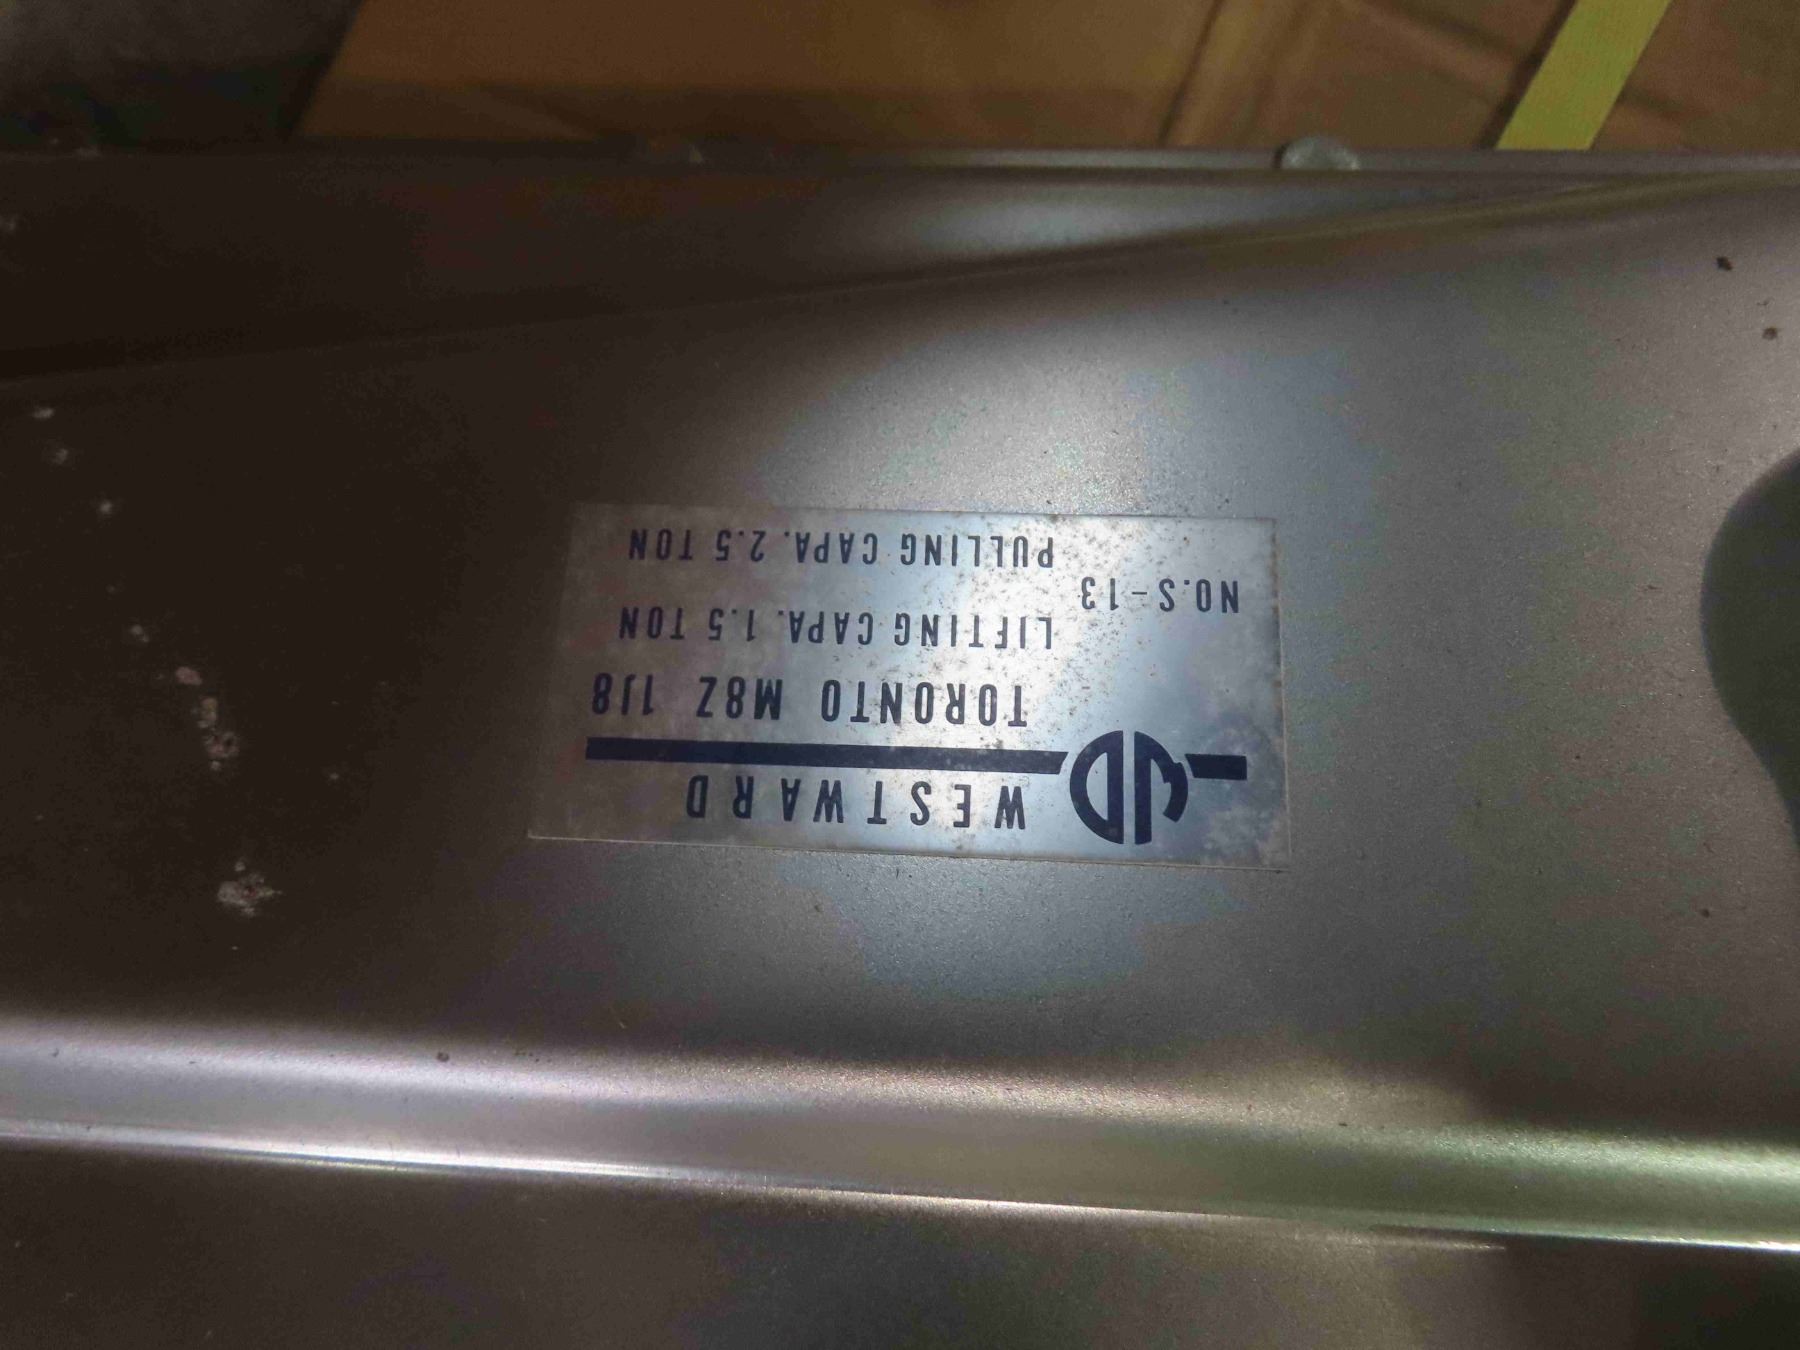 WESTWARD
TORONTO M8Z 1J8
LIFTING CAPA. 1.5 TON
NO.S-13
PULLING CAPA. 2.5 TON